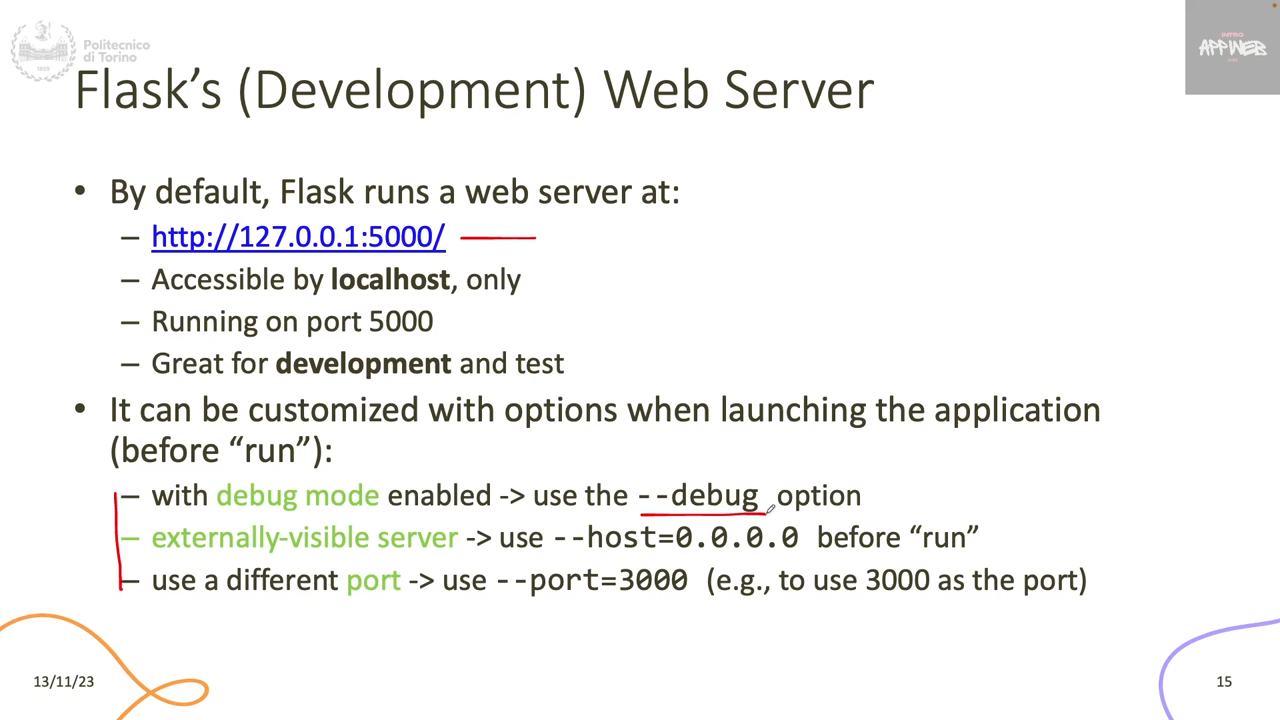 Politecnico
di Torino
1859
INTRO
APPWEB
Flask's (Development) Web Server
• By default, Flask runs a web server at:
– http://127.0.0.1:5000/
– Accessible by localhost, only
– Running on port 5000
– Great for development and test
• It can be customized with options when launching the application
(before “run”):
– with debug mode enabled -> use the --debug option
– externally-visible server -> use --host=0.0.0.0 before “run”
– use a different port -> use --port=3000 (e.g., to use 3000 as the port)
13/11/23
15